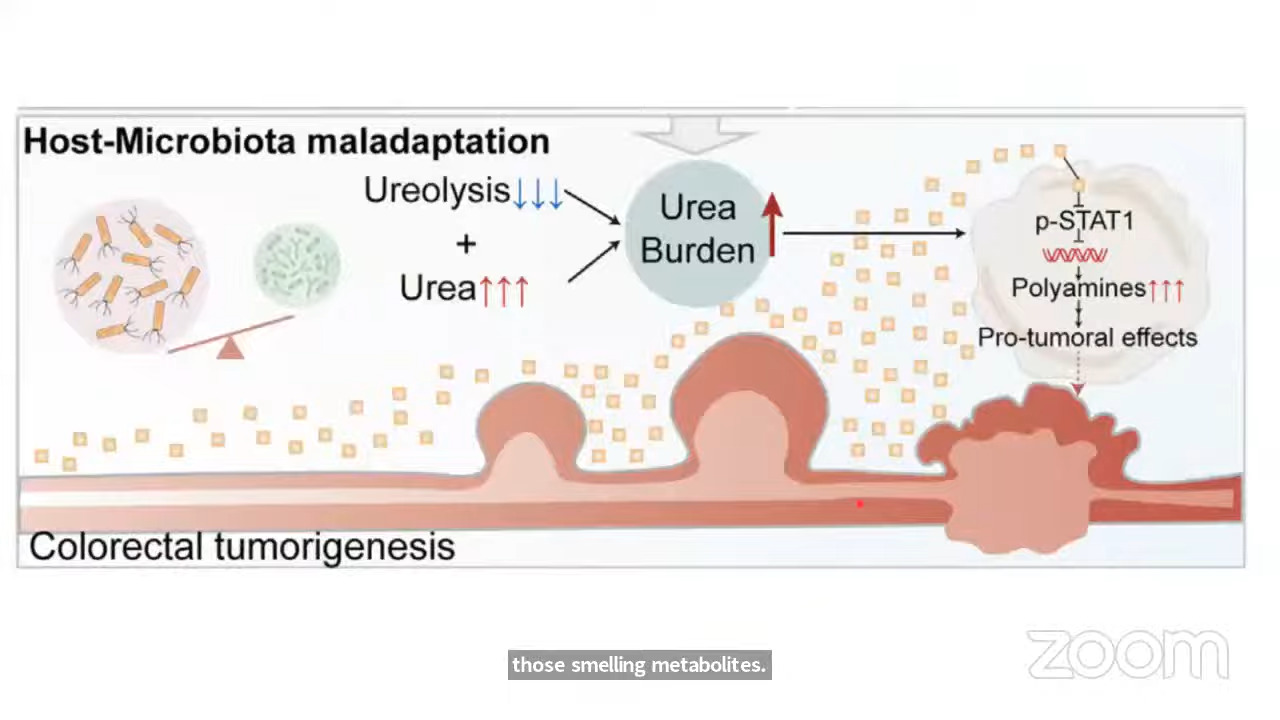 Host-Microbiota maladaptation
Ureolysis↓↓↓
+
Urea↑↑↑
Urea
Burden
p-STAT1
Polyamines↑↑↑
Pro-tumoral effects
Colorectal tumorigenesis
those smelling metabolites.
zoom